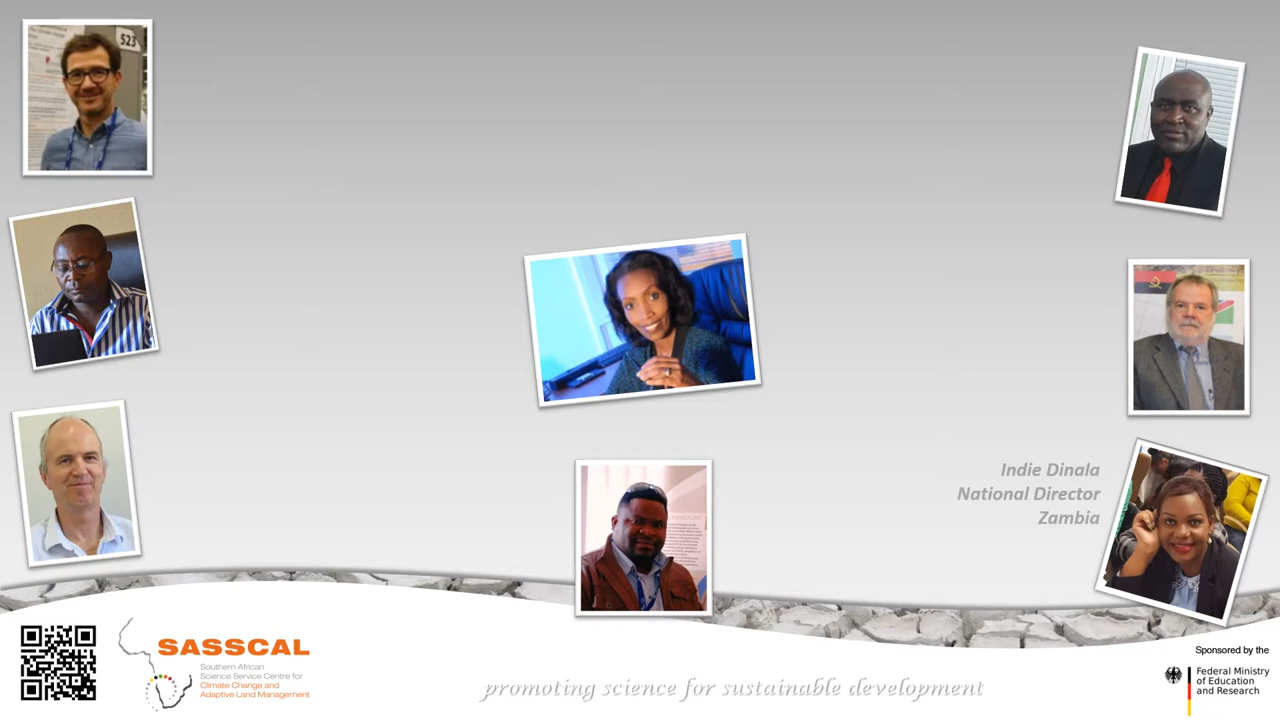 523
Indie Dinala
National Director
Zambia
SASSCAL
Southern African
Science Service Centre for
Climate Change and
Adaptive Land Management
promoting science for sustainable development
Sponsored by the
Federal Ministry
of Education
and Research